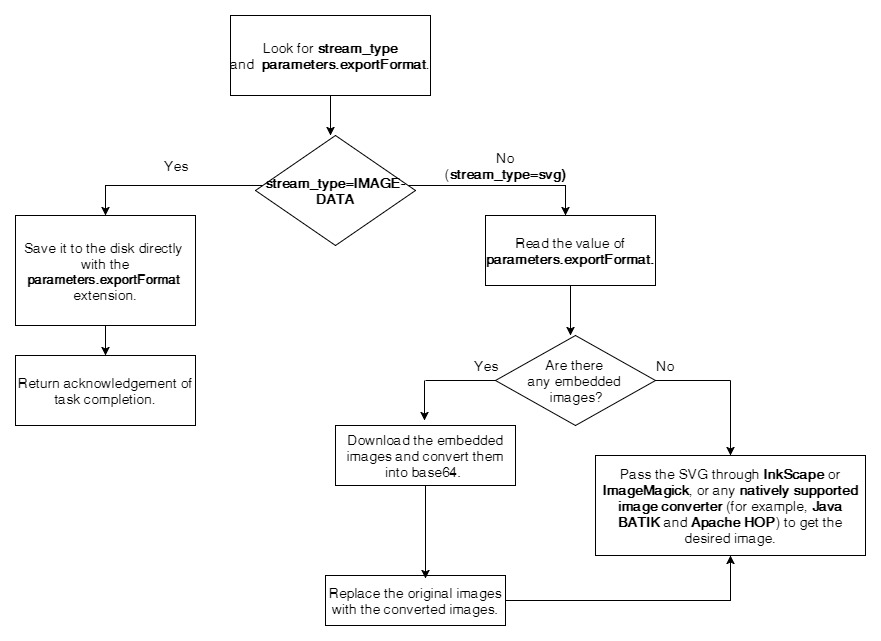 Look for stream_type
and parameters.exportFormat.
Yes
No
(stream_type=svg)
stream_type=IMAGE-
DATA
Save it to the disk directly
with the
parameters.exportFormat
extension.
Read the value of
parameters.exportFormat.
Return acknowledgement of
task completion.
Yes
Are there
any embedded
images?
No
Download the embedded
images and convert them
into base64.
Pass the SVG through InkScape or
ImageMagick, or any natively supported
image converter (for example, Java
BATIK and Apache HOP) to get the
desired image.
Replace the original images
with the converted images.